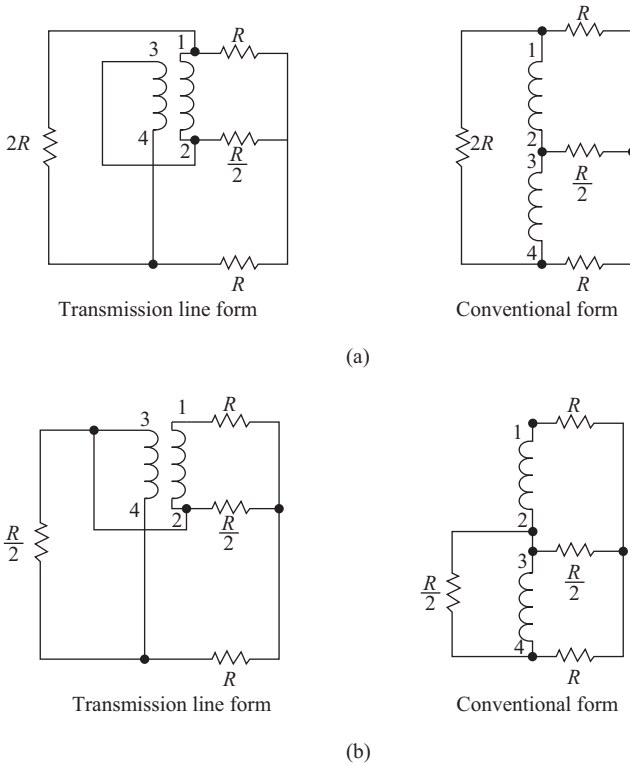 1 R
3
2R 4 2 R/2
R
Transmission line form
R
1
2R 2 R/2
3
4 R
Conventional form
(a)
1 R
3
4 2 R/2
R/2
R
Transmission line form
R
1
2
3 R/2
R/2
4 R
Conventional form
(b)